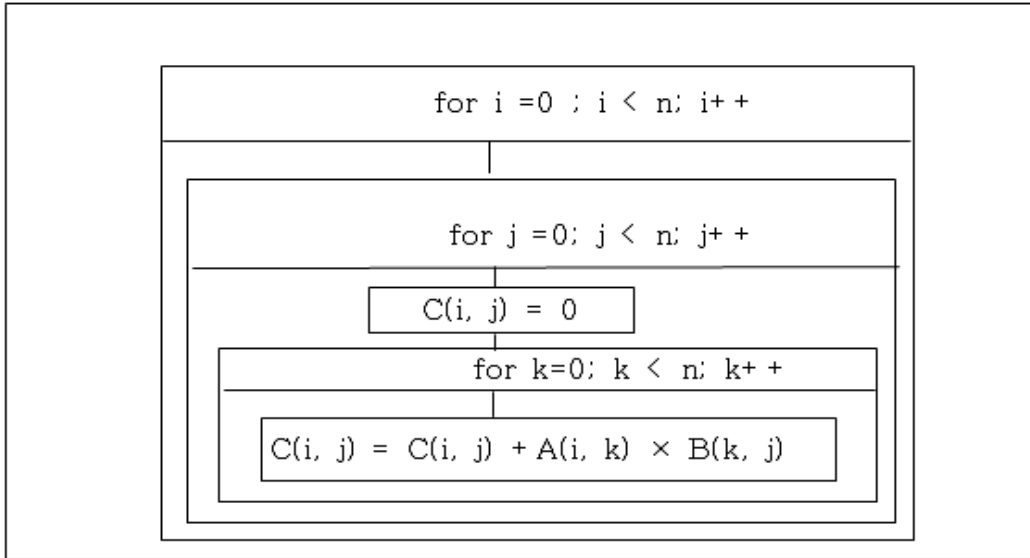 for i =0 ; i < n; i++
for j =0; j < n; j++
C(i, j) = 0
for k=0; k < n; k++
C(i, j) = C(i, j) + A(i, k) × B(k, j)